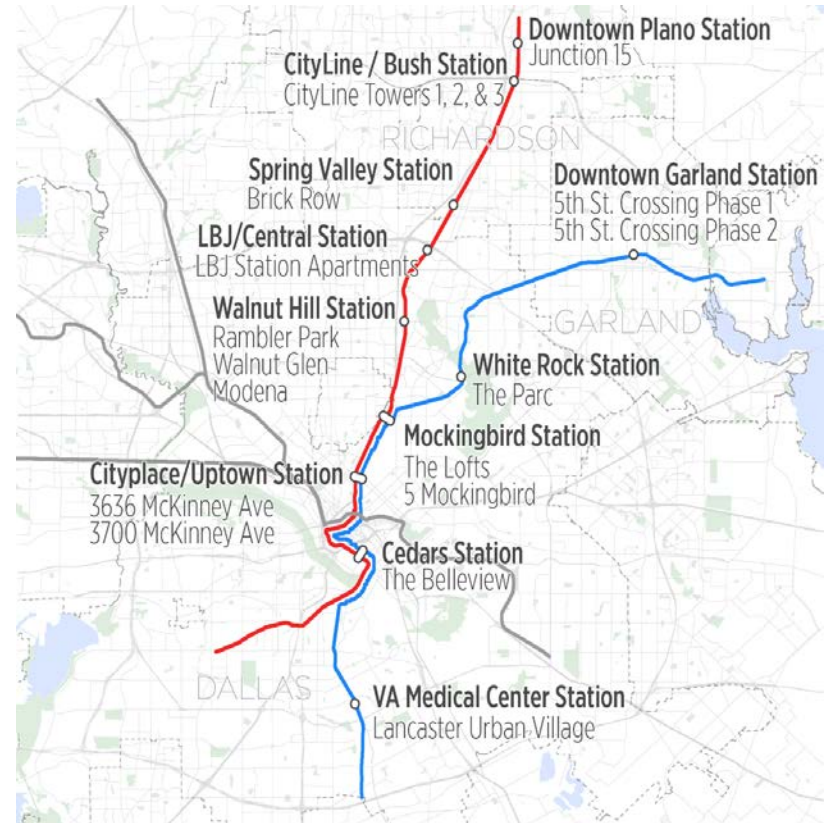 Downtown Plano Station
Junction 15
CityLine / Bush Station
CityLine Towers 1, 2, & 3
RICHARDSON
Spring Valley Station
Brick Row
Downtown Garland Station
5th St. Crossing Phase 1
5th St. Crossing Phase 2
LBJ/Central Station
LBJ Station Apartments
Walnut Hill Station
Rambler Park
Walnut Glen
Modena
GARLAND
White Rock Station
The Parc
Mockingbird Station
The Lofts
5 Mockingbird
Cityplace/Uptown Station
3636 McKinney Ave
3700 McKinney Ave
Cedars Station
The Belleview
DALLAS
VA Medical Center Station
Lancaster Urban Village